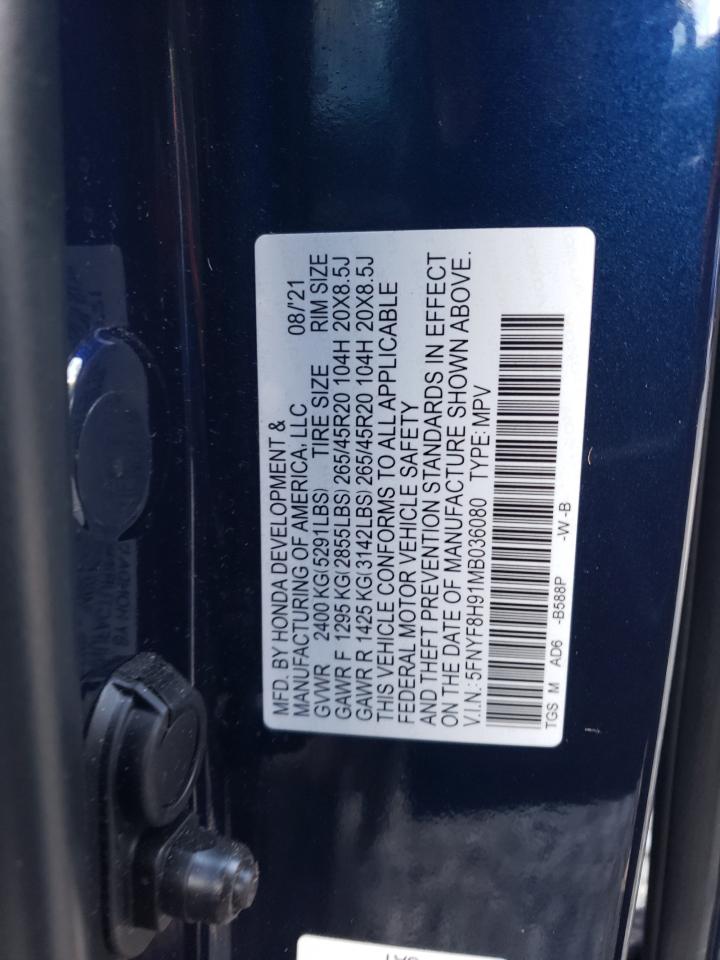 MFD. BY HONDA DEVELOPMENT &
MANUFACTURING OF AMERICA, LLC 08/'21
GVWR 2400 KG(5291LBS) TIRE SIZE RIM SIZE
GAWR F 1295 KG(2855LBS) 265/45R20 104H 20X8.5J
GAWR R 1425 KG(3142LBS) 265/45R20 104H 20X8.5J
THIS VEHICLE CONFORMS TO ALL APPLICABLE
FEDERAL MOTOR VEHICLE SAFETY
AND THEFT PREVENTION STANDARDS IN EFFECT
ON THE DATE OF MANUFACTURE SHOWN ABOVE.
V.I.N.: 5FNYF8H91MB036080 TYPE: MPV
TGS M AD6 -B588P -W -B